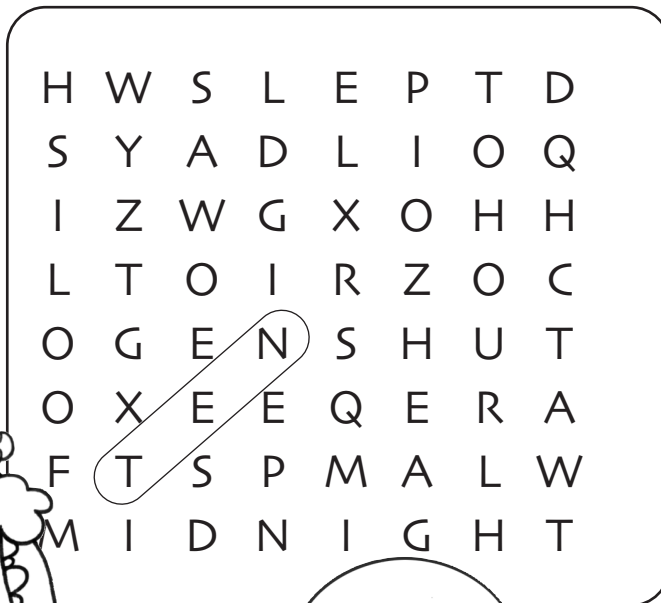 H W S L E P T D
S Y A D L I O Q
I Z W G X O H H
L T O I R Z O C
O G E N S H U T
O X E E Q E R A
F T S P M A L W
M I D N I G H T